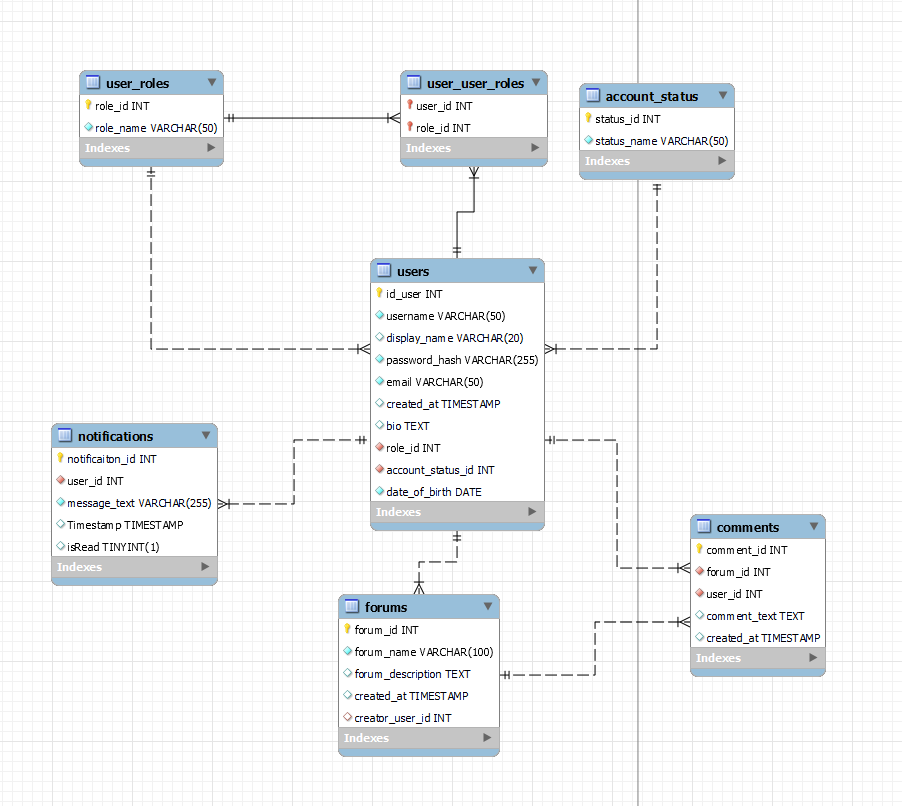 user_roles
role_id INT
role_name VARCHAR(50)
Indexes
user_user_roles
user_id INT
role_id INT
Indexes
account_status
status_id INT
status_name VARCHAR(50)
Indexes
users
id_user INT
username VARCHAR(50)
display_name VARCHAR(20)
password_hash VARCHAR(255)
email VARCHAR(50)
created_at TIMESTAMP
bio TEXT
role_id INT
account_status_id INT
date_of_birth DATE
Indexes
notifications
notificaiton_id INT
user_id INT
message_text VARCHAR(255)
Timestamp TIMESTAMP
isRead TINYINT(1)
Indexes
comments
comment_id INT
forum_id INT
user_id INT
comment_text TEXT
created_at TIMESTAMP
Indexes
forums
forum_id INT
forum_name VARCHAR(100)
forum_description TEXT
created_at TIMESTAMP
creator_user_id INT
Indexes